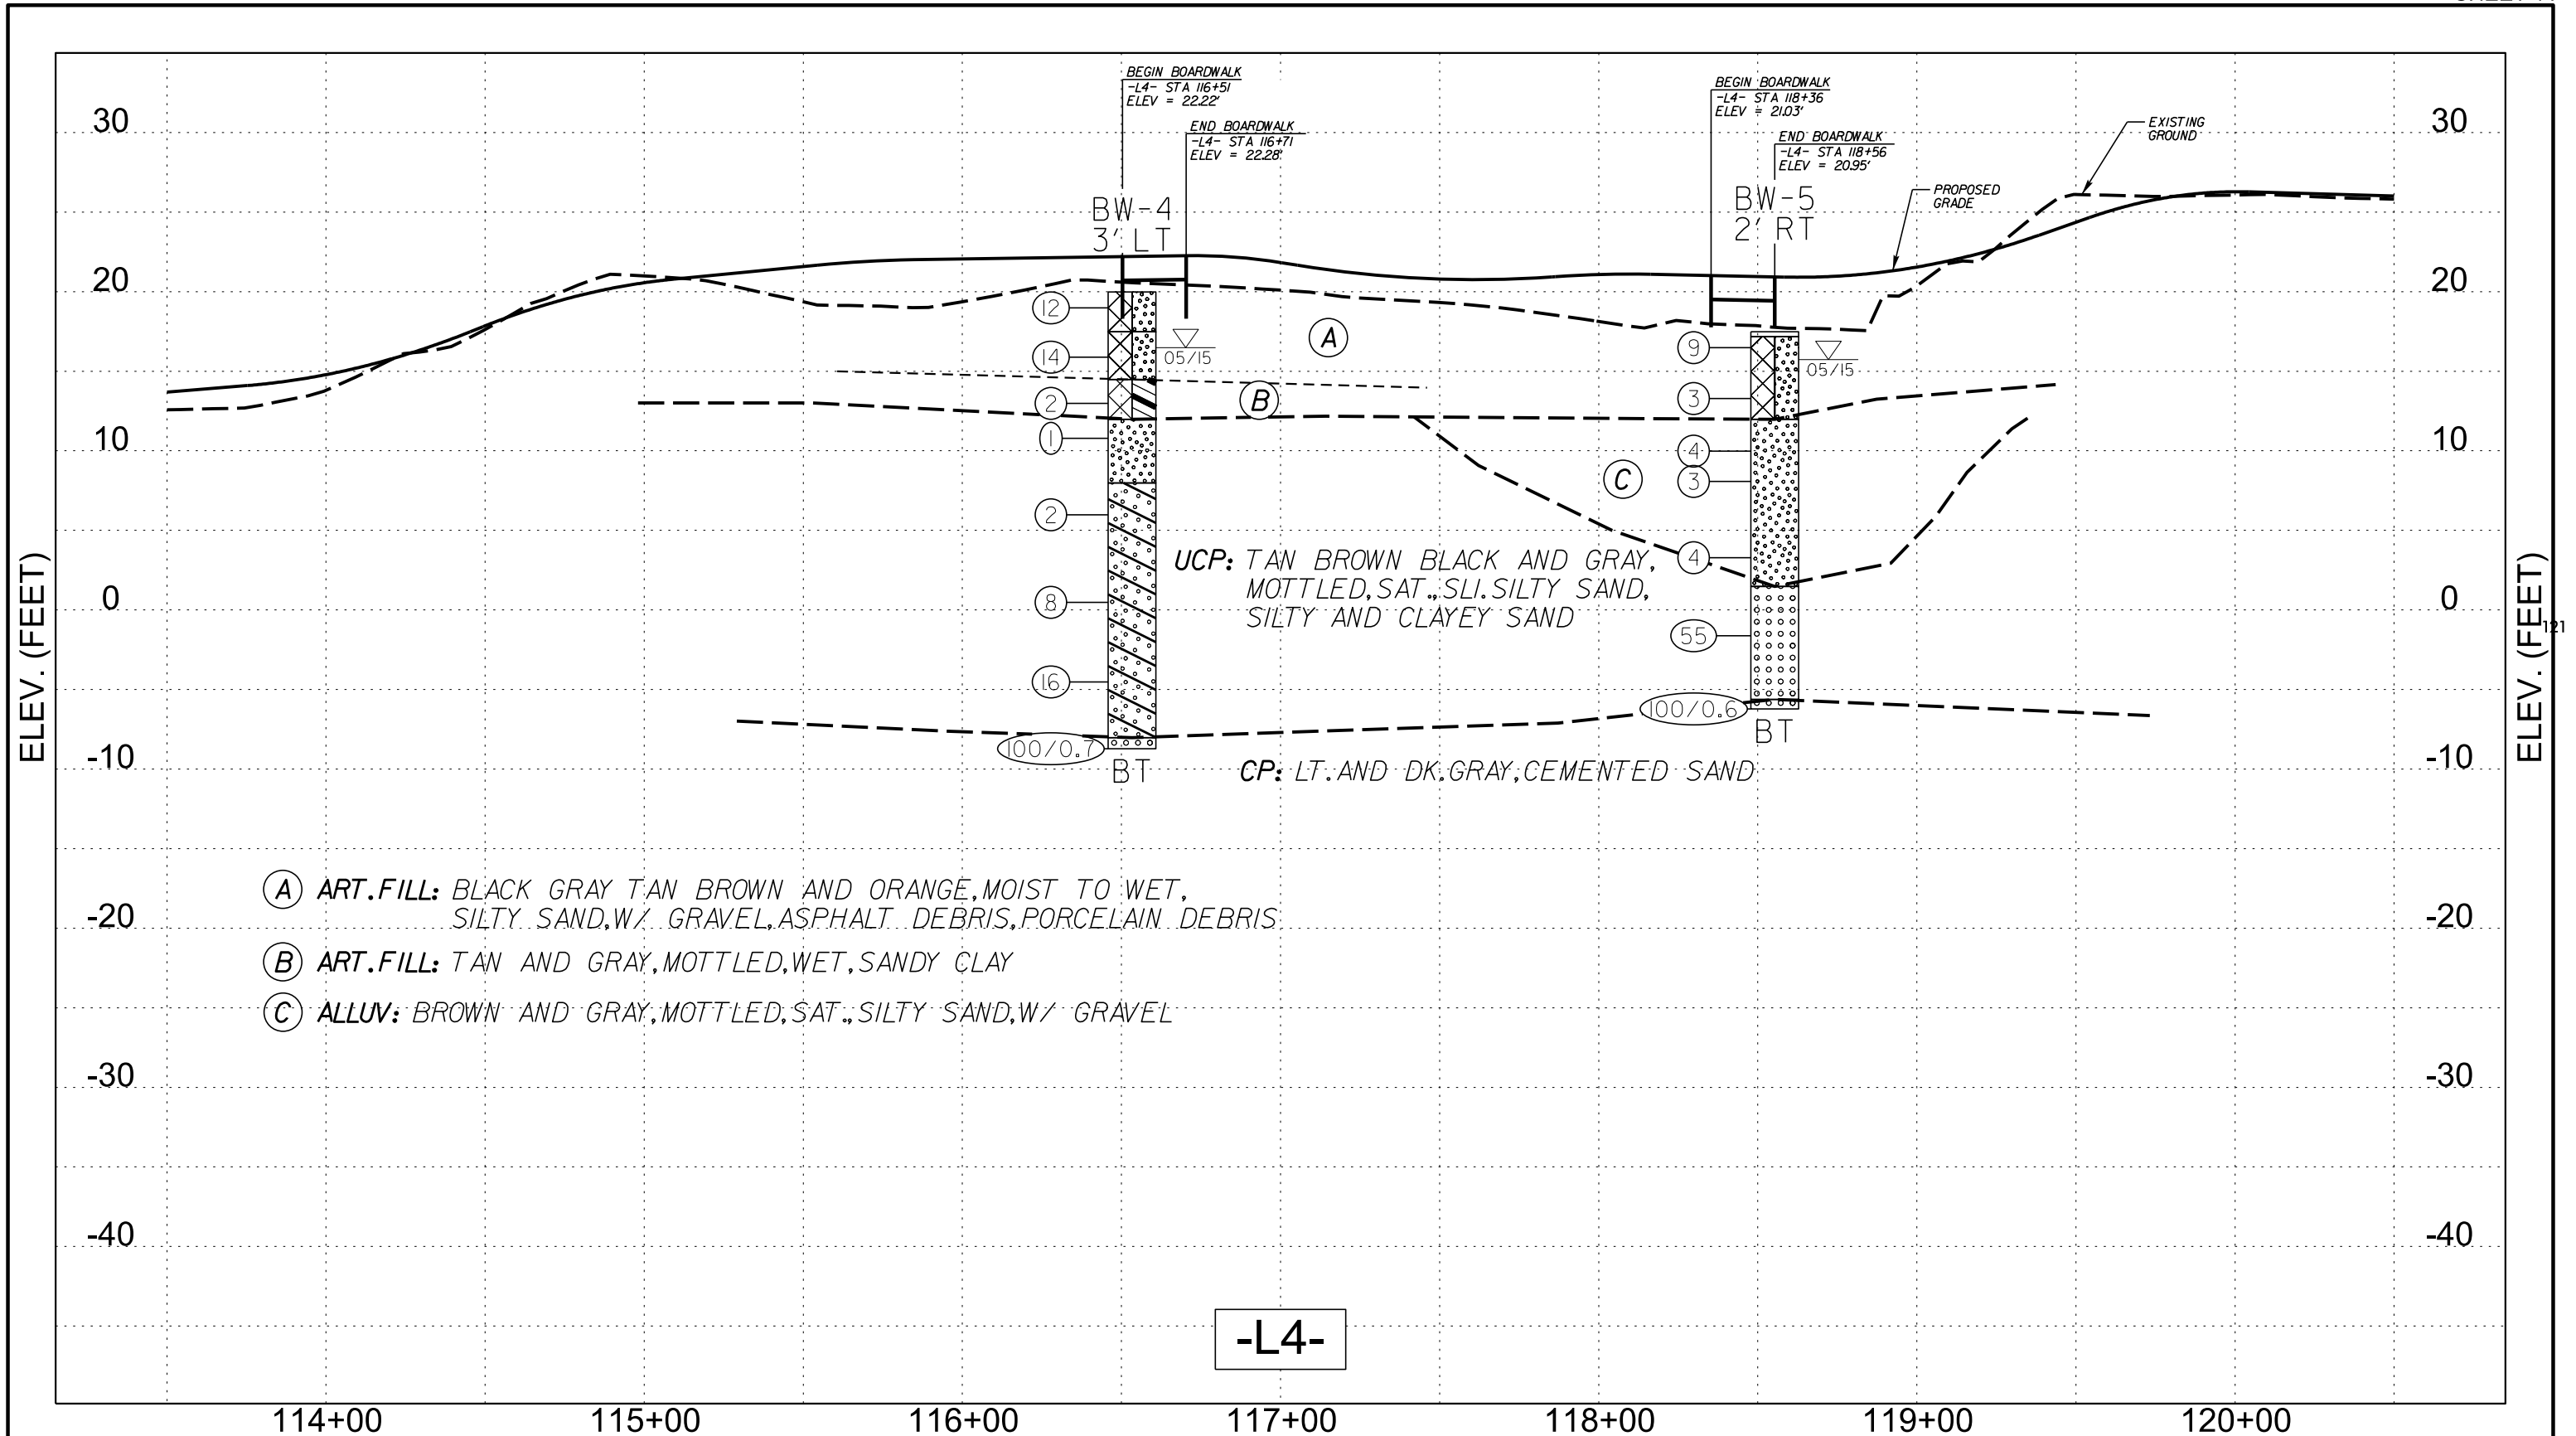 BEGIN BOARDWALK
-L4- STA 116+51
ELEV = 22.22'
END BOARDWALK
-L4- STA 116+71
ELEV = 22.28'
BEGIN BOARDWALK
-L4- STA 118+36
ELEV = 21.03'
END BOARDWALK
-L4- STA 118+56
ELEV = 20.95'
EXISTING
GROUND
PROPOSED
GRADE
BW-4
3' LT
BW-5
2' RT
30
20
10
0
-10
-20
-30
-40
ELEV. (FEET)
12
14
2
1
2
8
16
100/0.7
BT
05/15
A
B
C
9
3
4
3
4
55
100/0.6
BT
05/15
UCP: TAN BROWN BLACK AND GRAY,
MOTTLED, SAT., SLI. SILTY SAND,
SILTY AND CLAYEY SAND
CP: LT. AND DK. GRAY, CEMENTED SAND
30
20
10
0
-10
-20
-30
-40
ELEV. (FEET)
121
A ART. FILL: BLACK GRAY TAN BROWN AND ORANGE, MOIST TO WET,
SILTY SAND, W/ GRAVEL, ASPHALT DEBRIS, PORCELAIN DEBRIS
B ART. FILL: TAN AND GRAY, MOTTLED, WET, SANDY CLAY
C ALLUV: BROWN AND GRAY, MOTTLED, SAT., SILTY SAND, W/ GRAVEL
-L4-
114+00 115+00 116+00 117+00 118+00 119+00 120+00